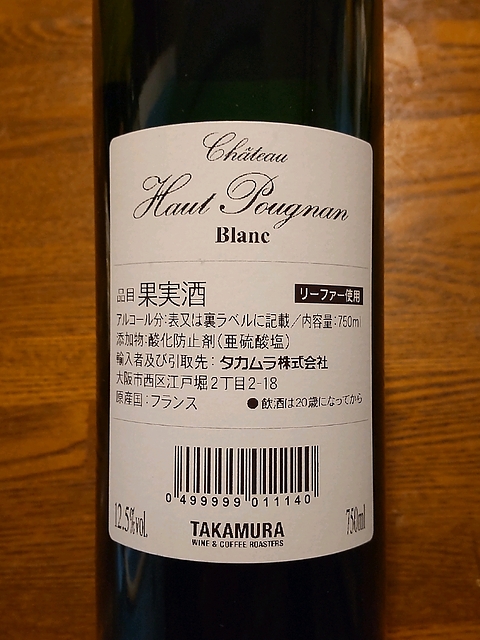 Château
Haut Pougnan
Blanc
品目 果実酒 リーファー使用
アルコール分:表又は裏ラベルに記載/内容量:750ml
添加物:酸化防止剤(亜硫酸塩)
輸入者及び引取先:タカムラ株式会社
大阪市西区江戸堀2丁目2-18
原産国:フランス ●飲酒は20歳になってから
0 499999 011140
12.5%vol. 750ml
TAKAMURA
WINE & COFFEE ROASTERS